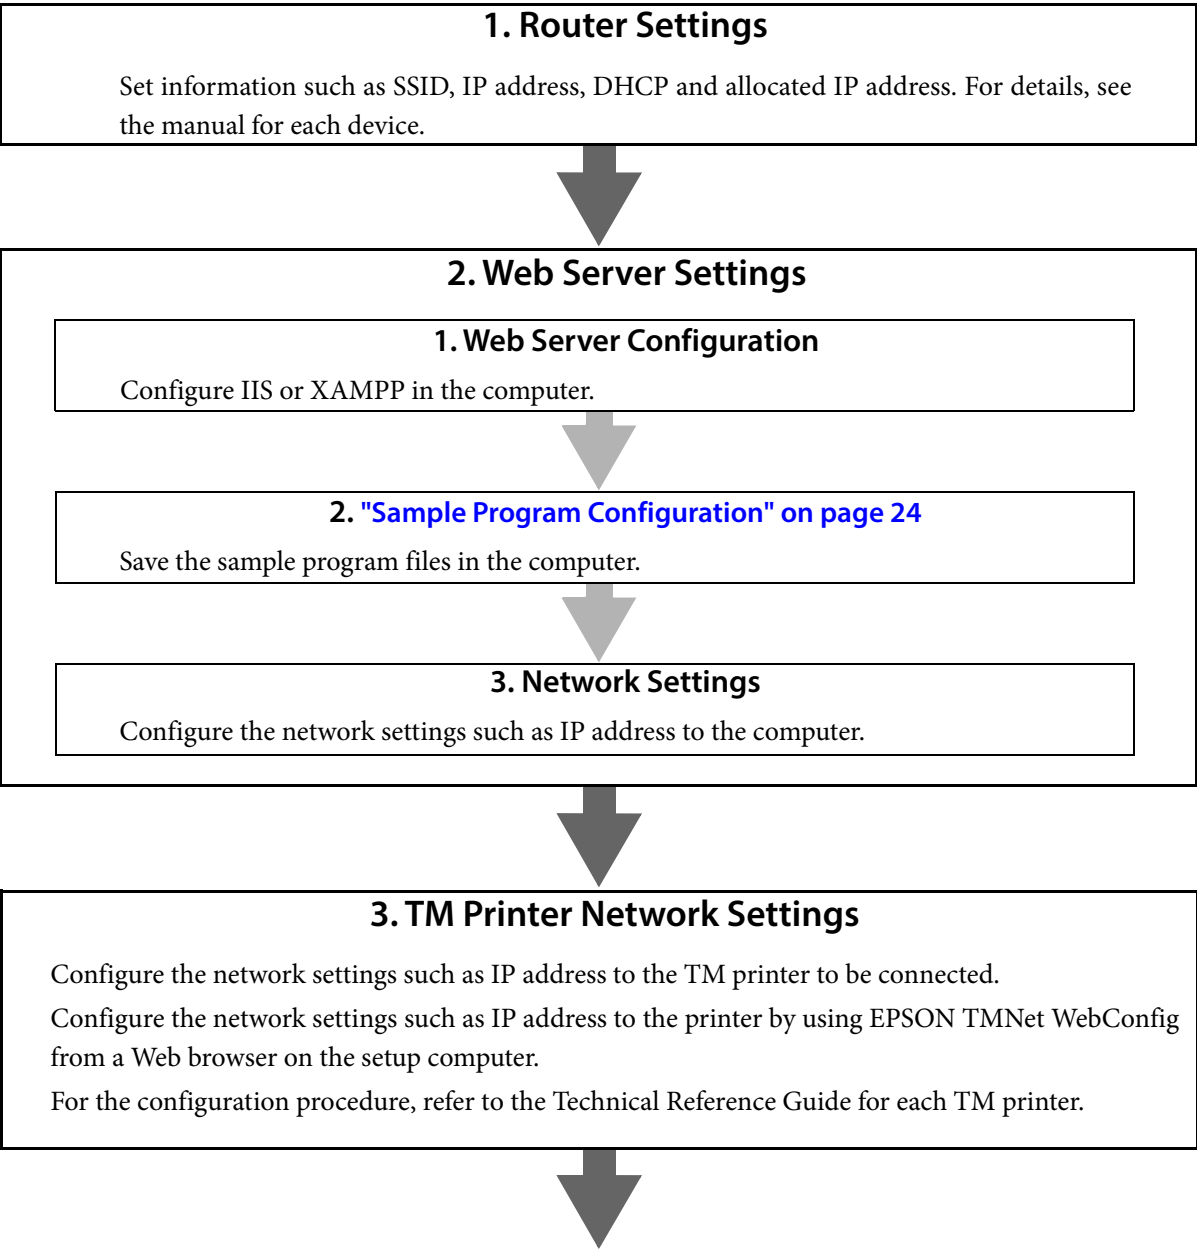 1. Router Settings
Set information such as SSID, IP address, DHCP and allocated IP address. For details, see
the manual for each device.
2. Web Server Settings
1. Web Server Configuration
Configure IIS or XAMPP in the computer.
2. "Sample Program Configuration" on page 24
Save the sample program files in the computer.
3. Network Settings
Configure the network settings such as IP address to the computer.
3. TM Printer Network Settings
Configure the network settings such as IP address to the TM printer to be connected.
Configure the network settings such as IP address to the printer by using EPSON TMNet WebConfig
from a Web browser on the setup computer.
For the configuration procedure, refer to the Technical Reference Guide for each TM printer.